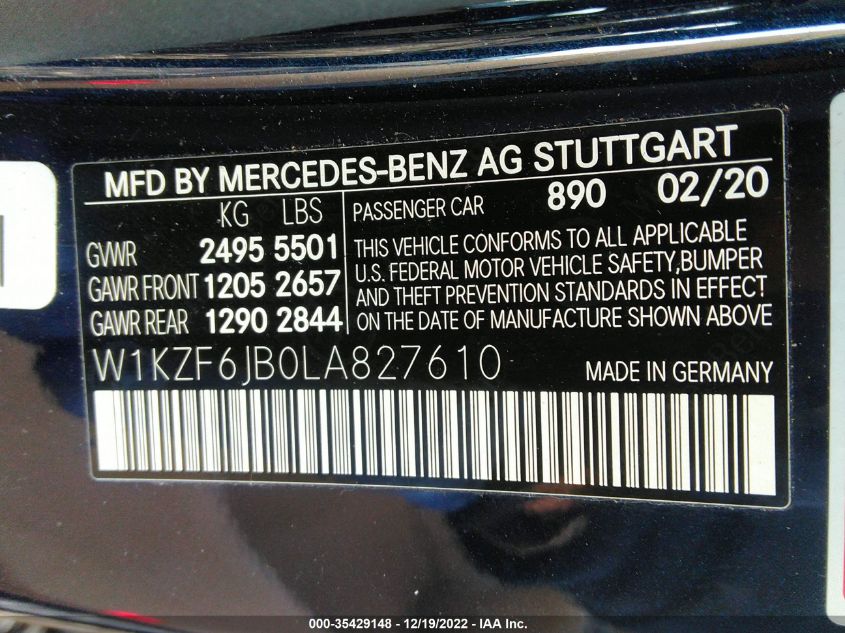 MFD BY MERCEDES-BENZ AG STUTTGART
KG LBS
GVWR 2495 5501
GAWR FRONT 1205 2657
GAWR REAR 1290 2844
PASSENGER CAR 890 02/20
THIS VEHICLE CONFORMS TO ALL APPLICABLE
U.S. FEDERAL MOTOR VEHICLE SAFETY,BUMPER
AND THEFT PREVENTION STANDARDS IN EFFECT
ON THE DATE OF MANUFACTURE SHOWN ABOVE
W1KZF6JB0LA827610 MADE IN GERMANY
000-35429148 - 12/19/2022 - IAA Inc.